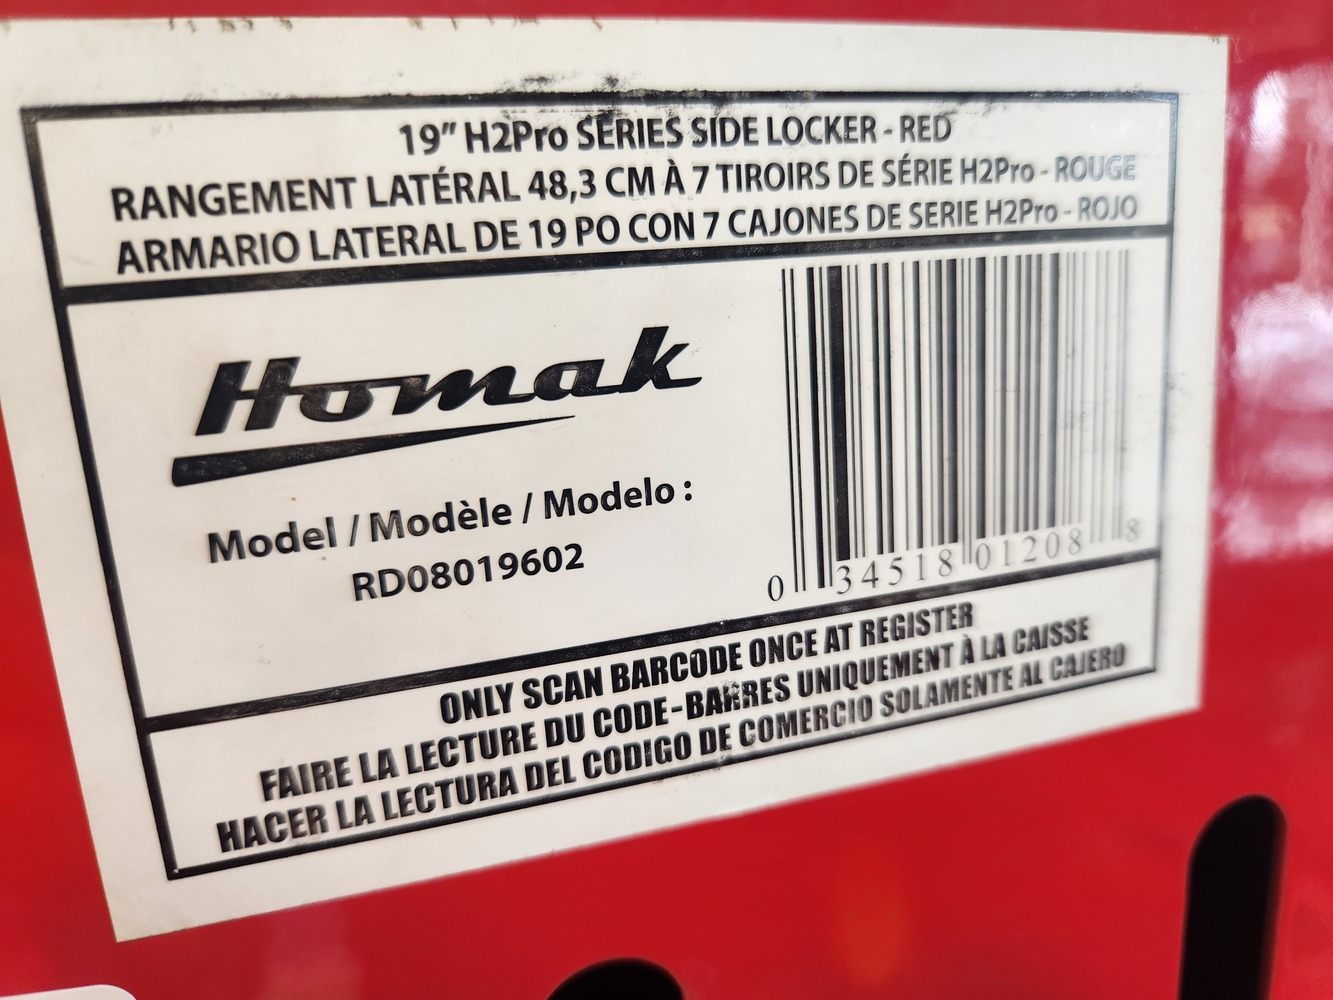 19" H2Pro SERIES SIDE LOCKER - RED
RANGEMENT LATÉRAL 48,3 CM À 7 TIROIRS DE SÉRIE H2Pro - ROUGE
ARMARIO LATERAL DE 19 PO CON 7 CAJONES DE SERIE H2Pro - ROJO
Homak
Model / Modèle / Modelo :
RD08019602
0 34518 01208 8
ONLY SCAN BARCODE ONCE AT REGISTER
FAIRE LA LECTURE DU CODE-BARRES UNIQUEMENT À LA CAISSE
HACER LA LECTURA DEL CODIGO DE COMERCIO SOLAMENTE AL CAJERO